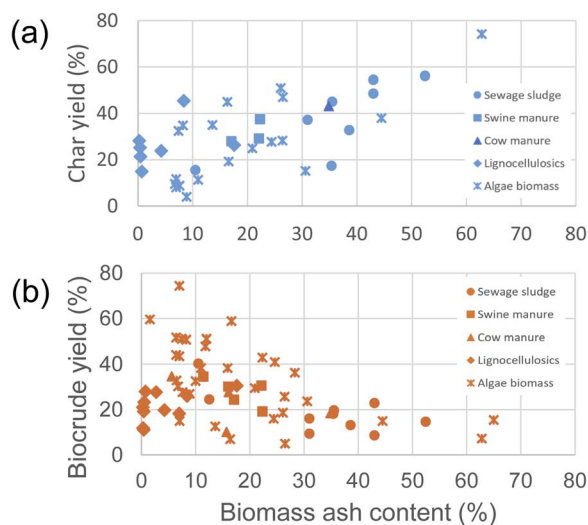 (a)
Char yield (%)
80
60
40
20
0
0 10 20 30 40 50 60 70 80
Sewage sludge
Swine manure
Cow manure
Lignocellulosics
Algae biomass
(b)
Biocrude yield (%)
80
60
40
20
0
0 10 20 30 40 50 60 70 80
Sewage sludge
Swine manure
Cow manure
Lignocellulosics
Algae biomass
Biomass ash content (%)